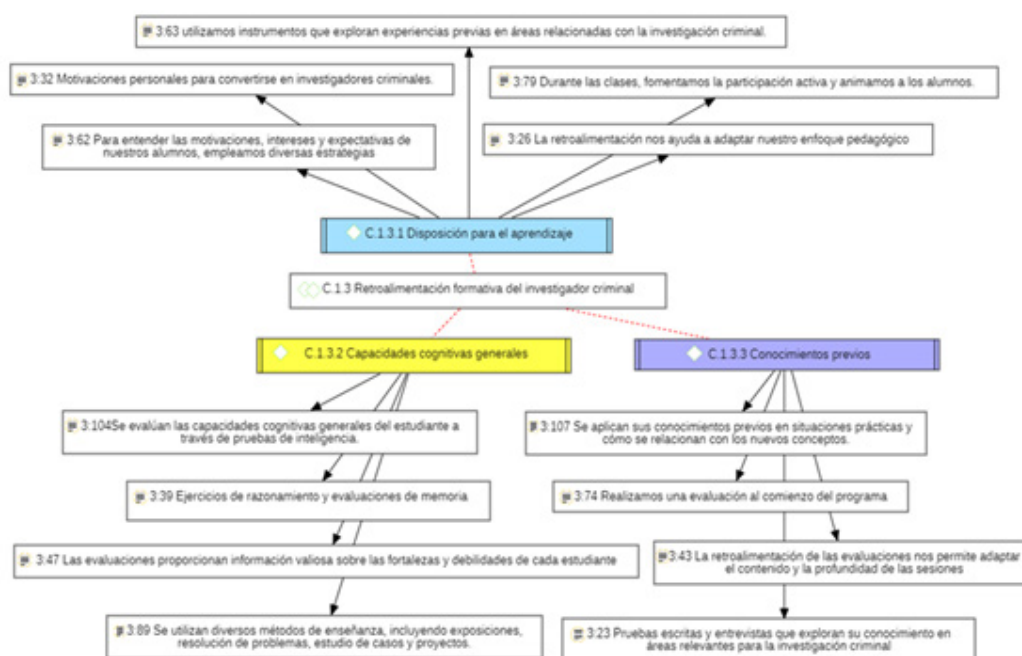 3:63 utilizamos instrumentos que exploran experiencias previas en áreas relacionadas con la investigación criminal.
3:32 Motivaciones personales para convertirse en investigadores criminales.
3:79 Durante las clases, fomentamos la participación activa y animamos a los alumnos.
3:62 Para entender las motivaciones, intereses y expectativas de
nuestros alumnos, empleamos diversas estrategias
3:26 La retroalimentación nos ayuda a adaptar nuestro enfoque pedagógico
C.1.3.1 Disposición para el aprendizaje
C.1.3 Retroalimentación formativa del investigador criminal
C.1.3.2 Capacidades cognitivas generales
C.1.3.3 Conocimientos previos
3:104Se evalúan las capacidades cognitivas generales del estudiante a
través de pruebas de inteligencia.
3:107 Se aplican sus conocimientos previos en situaciones prácticas y
cómo se relacionan con los nuevos conceptos.
3:39 Ejercicios de razonamiento y evaluaciones de memoria
3:74 Realizamos una evaluación al comienzo del programa
3:47 Las evaluaciones proporcionan información valiosa sobre las fortalezas y debilidades de cada estudiante
3:43 La retroalimentación de las evaluaciones nos permite adaptar
el contenido y la profundidad de las sesiones
3:89 Se utilizan diversos métodos de enseñanza, incluyendo exposiciones,
resolución de problemas, estudio de casos y proyectos.
3:23 Pruebas escritas y entrevistas que exploran su conocimiento en
áreas relevantes para la investigación criminal